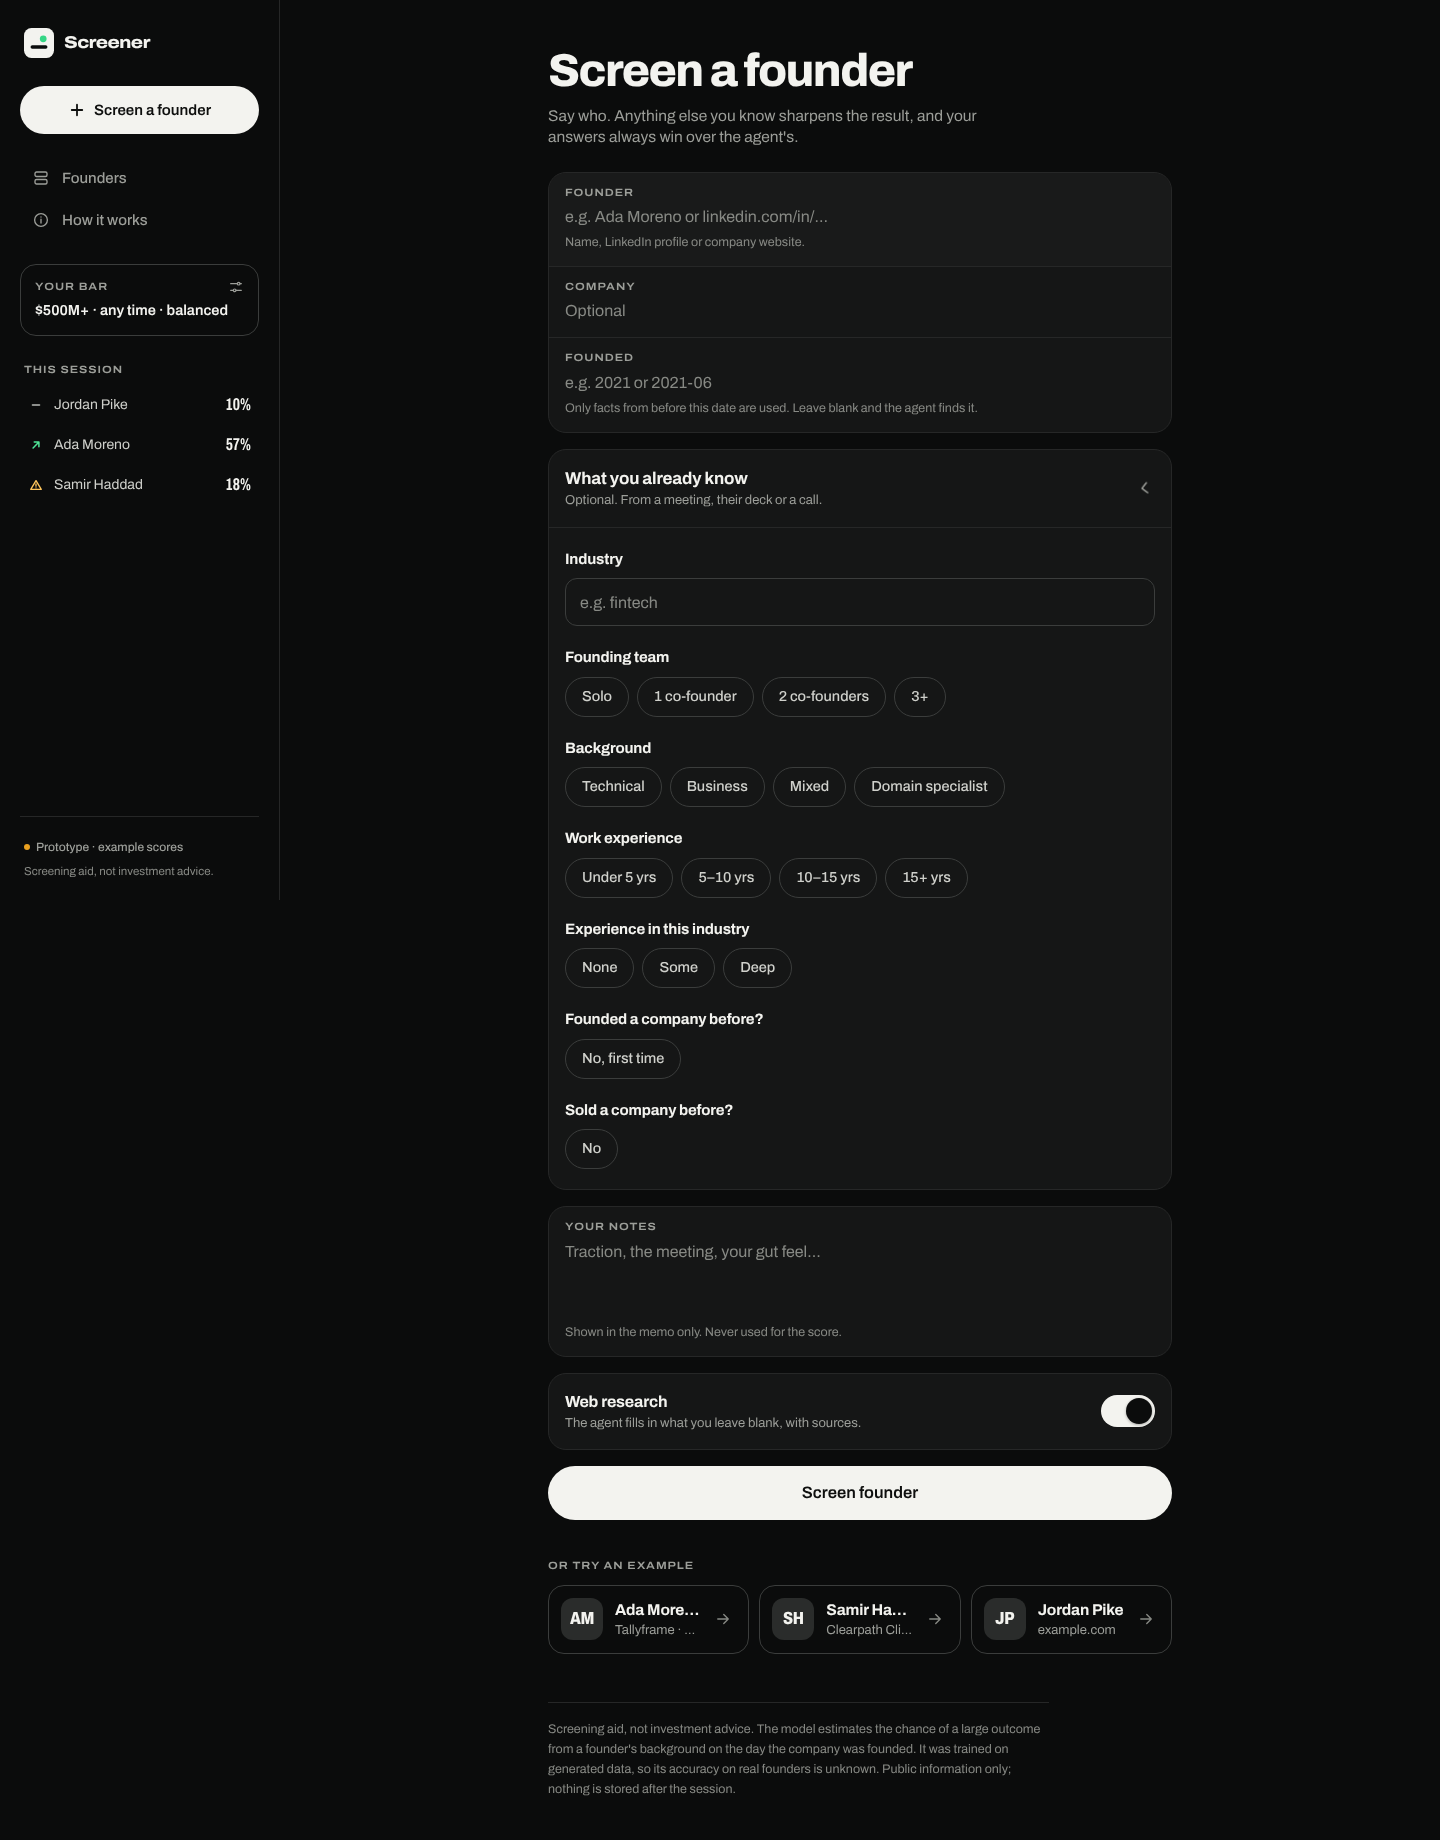 Screener
Screen a founder
Founders
How it works
YOUR BAR
$500M+ · any time · balanced
THIS SESSION
Jordan Pike 10%
Ada Moreno 57%
Samir Haddad 18%
Prototype · example scores
Screening aid, not investment advice.
Screen a founder
Say who. Anything else you know sharpens the result, and your
answers always win over the agent's.
FOUNDER
e.g. Ada Moreno or linkedin.com/in/...
Name, LinkedIn profile or company website.
COMPANY
Optional
FOUNDED
e.g. 2021 or 2021-06
Only facts from before this date are used. Leave blank and the agent finds it.
What you already know
Optional. From a meeting, their deck or a call.
Industry
e.g. fintech
Founding team
Solo 1 co-founder 2 co-founders 3+
Background
Technical Business Mixed Domain specialist
Work experience
Under 5 yrs 5–10 yrs 10–15 yrs 15+ yrs
Experience in this industry
None Some Deep
Founded a company before?
No, first time
Sold a company before?
No
YOUR NOTES
Traction, the meeting, your gut feel...
Shown in the memo only. Never used for the score.
Web research
The agent fills in what you leave blank, with sources.
Screen founder
OR TRY AN EXAMPLE
AM Ada More...
Tallyframe · ...
SH Samir Ha...
Clearpath Cli...
JP Jordan Pike
example.com
Screening aid, not investment advice. The model estimates the chance of a large outcome
from a founder's background on the day the company was founded. It was trained on
generated data, so its accuracy on real founders is unknown. Public information only;
nothing is stored after the session.